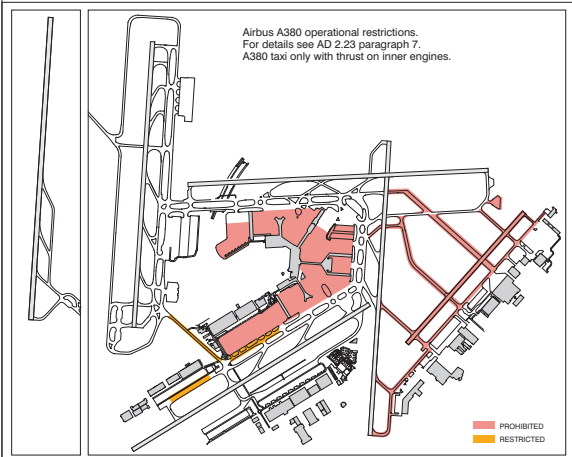 Airbus A380 operational restrictions.
For details see AD 2.23 paragraph 7.
A380 taxi only with thrust on inner engines.
PROHIBITED
RESTRICTED